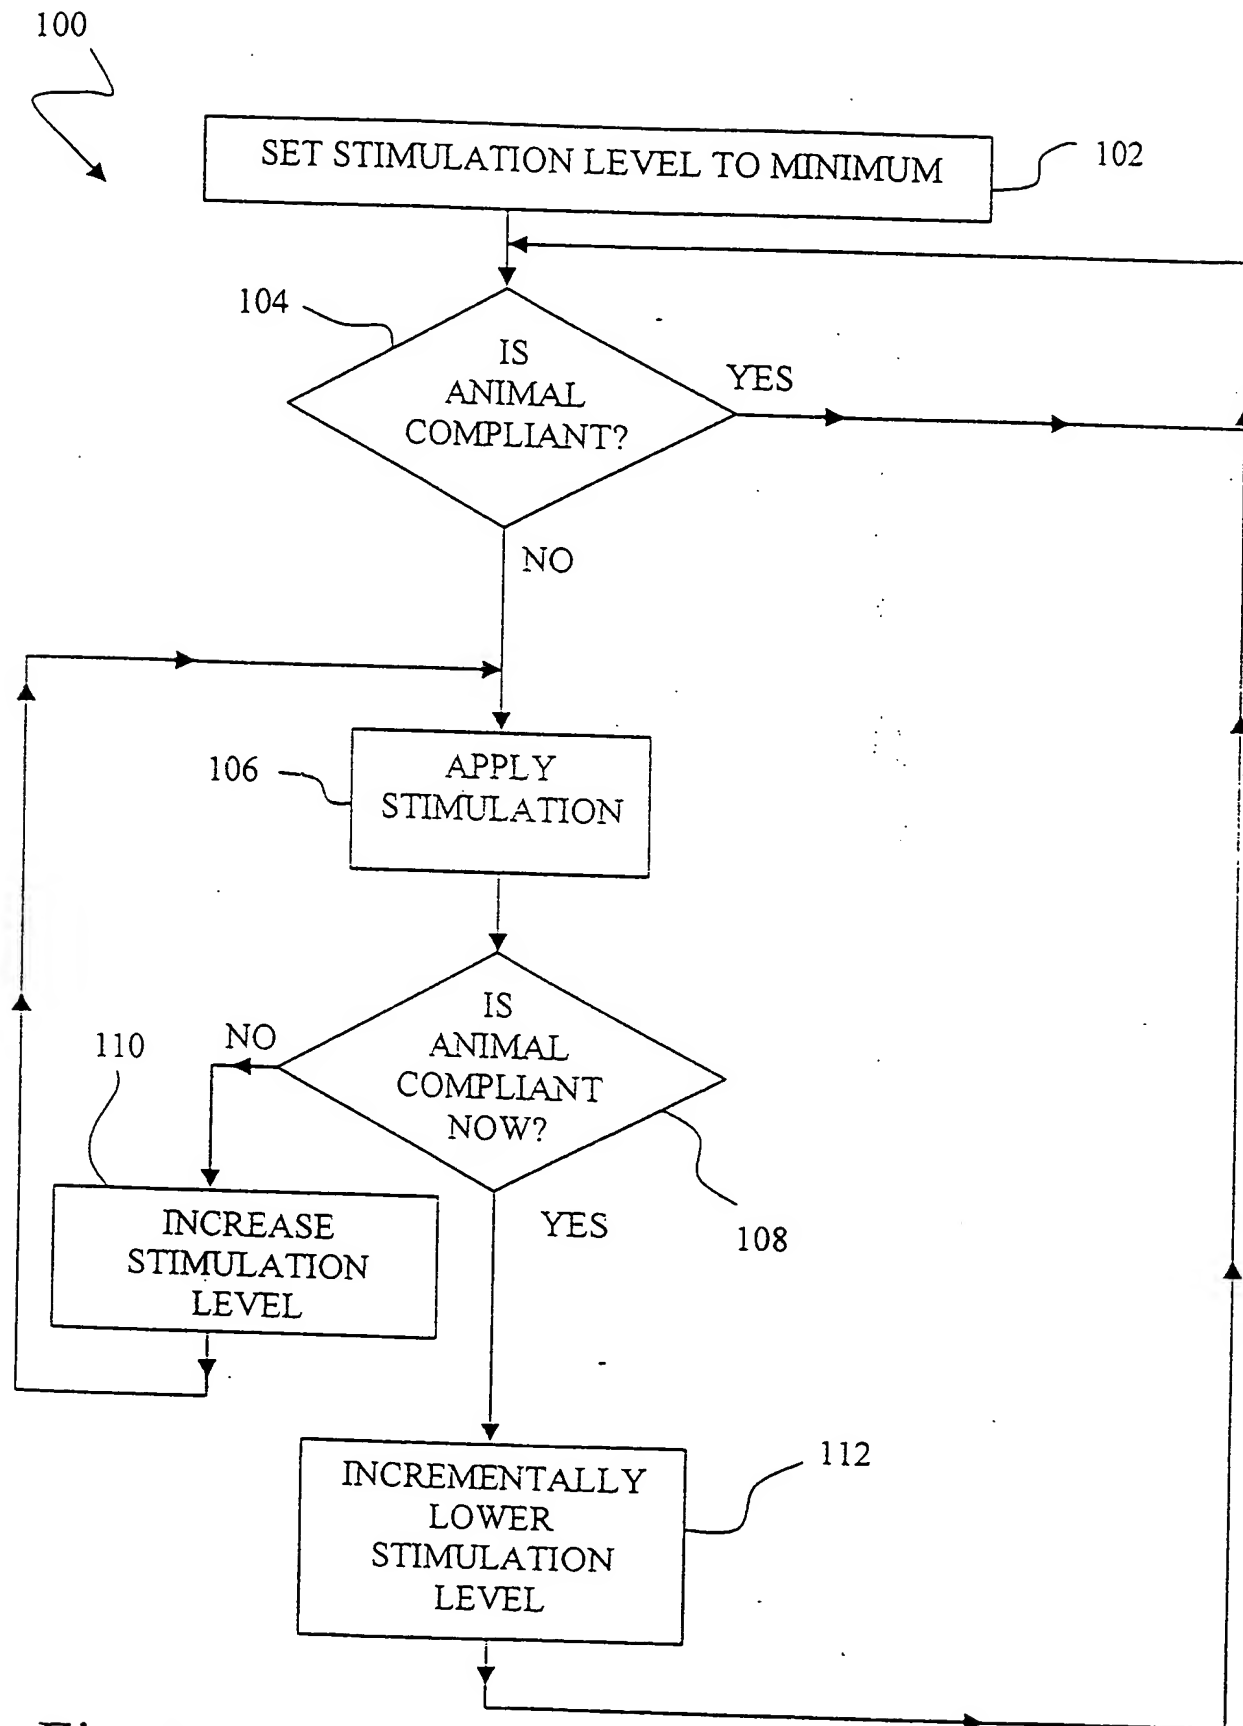 100
SET STIMULATION LEVEL TO MINIMUM
102
104
IS
ANIMAL
COMPLIANT?
YES
NO
106
APPLY
STIMULATION
IS
ANIMAL
COMPLIANT
NOW?
NO
110
YES
108
INCREASE
STIMULATION
LEVEL
112
INCREMENTALLY
LOWER
STIMULATION
LEVEL